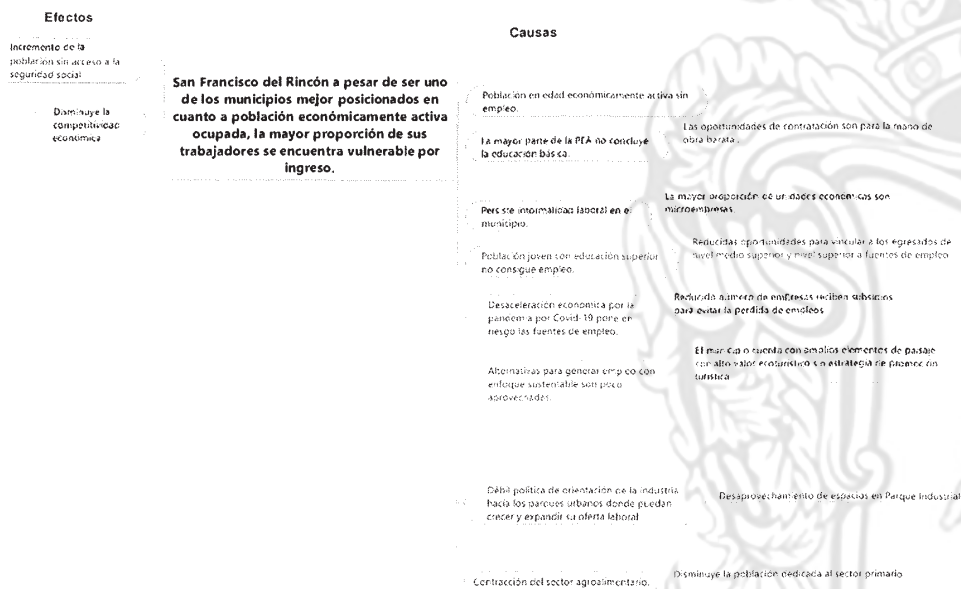 Efectos
Causas
Incremento de la
población sin acceso a la
seguridad social
Disminuye la
competitividad
económica
San Francisco del Rincón a pesar de ser uno
de los municipios mejor posicionados en
cuanto a población económicamente activa
ocupada, la mayor proporción de sus
trabajadores se encuentra vulnerable por
ingreso.
Población en edad económicamente activa sin
empleo.
La mayor parte de la PEA no concluye
la educación básica.
Las oportunidades de contratación son para la mano de
obra barata.
Persiste informalidad laboral en el
municipio.
La mayor proporción de unidades económicas son
microempresas.
Población joven con educación superior
no consigue empleo.
Reducidas oportunidades para vincular a los egresados de
nivel medio superior y nivel superior a fuentes de empleo
Desaceleración económica por la
pandemia por Covid-19 pone en
riesgo las fuentes de empleo.
Reducido número de empresas reciben subsidios
para evitar la perdida de empleos
Alternativas para generar empleo con
enfoque sustentable son poco
aprovechadas.
El municipio cuenta con amplios elementos de paisaje
con alto valor ecoturístico sin estrategia de promoción
turística
Débil política de orientación de la industria
hacia los parques urbanos donde puedan
crecer y expandir su oferta laboral
Desaprovechamiento de espacios en Parque Industrial
Contracción del sector agroalimentario.
Disminuye la población dedicada al sector primario